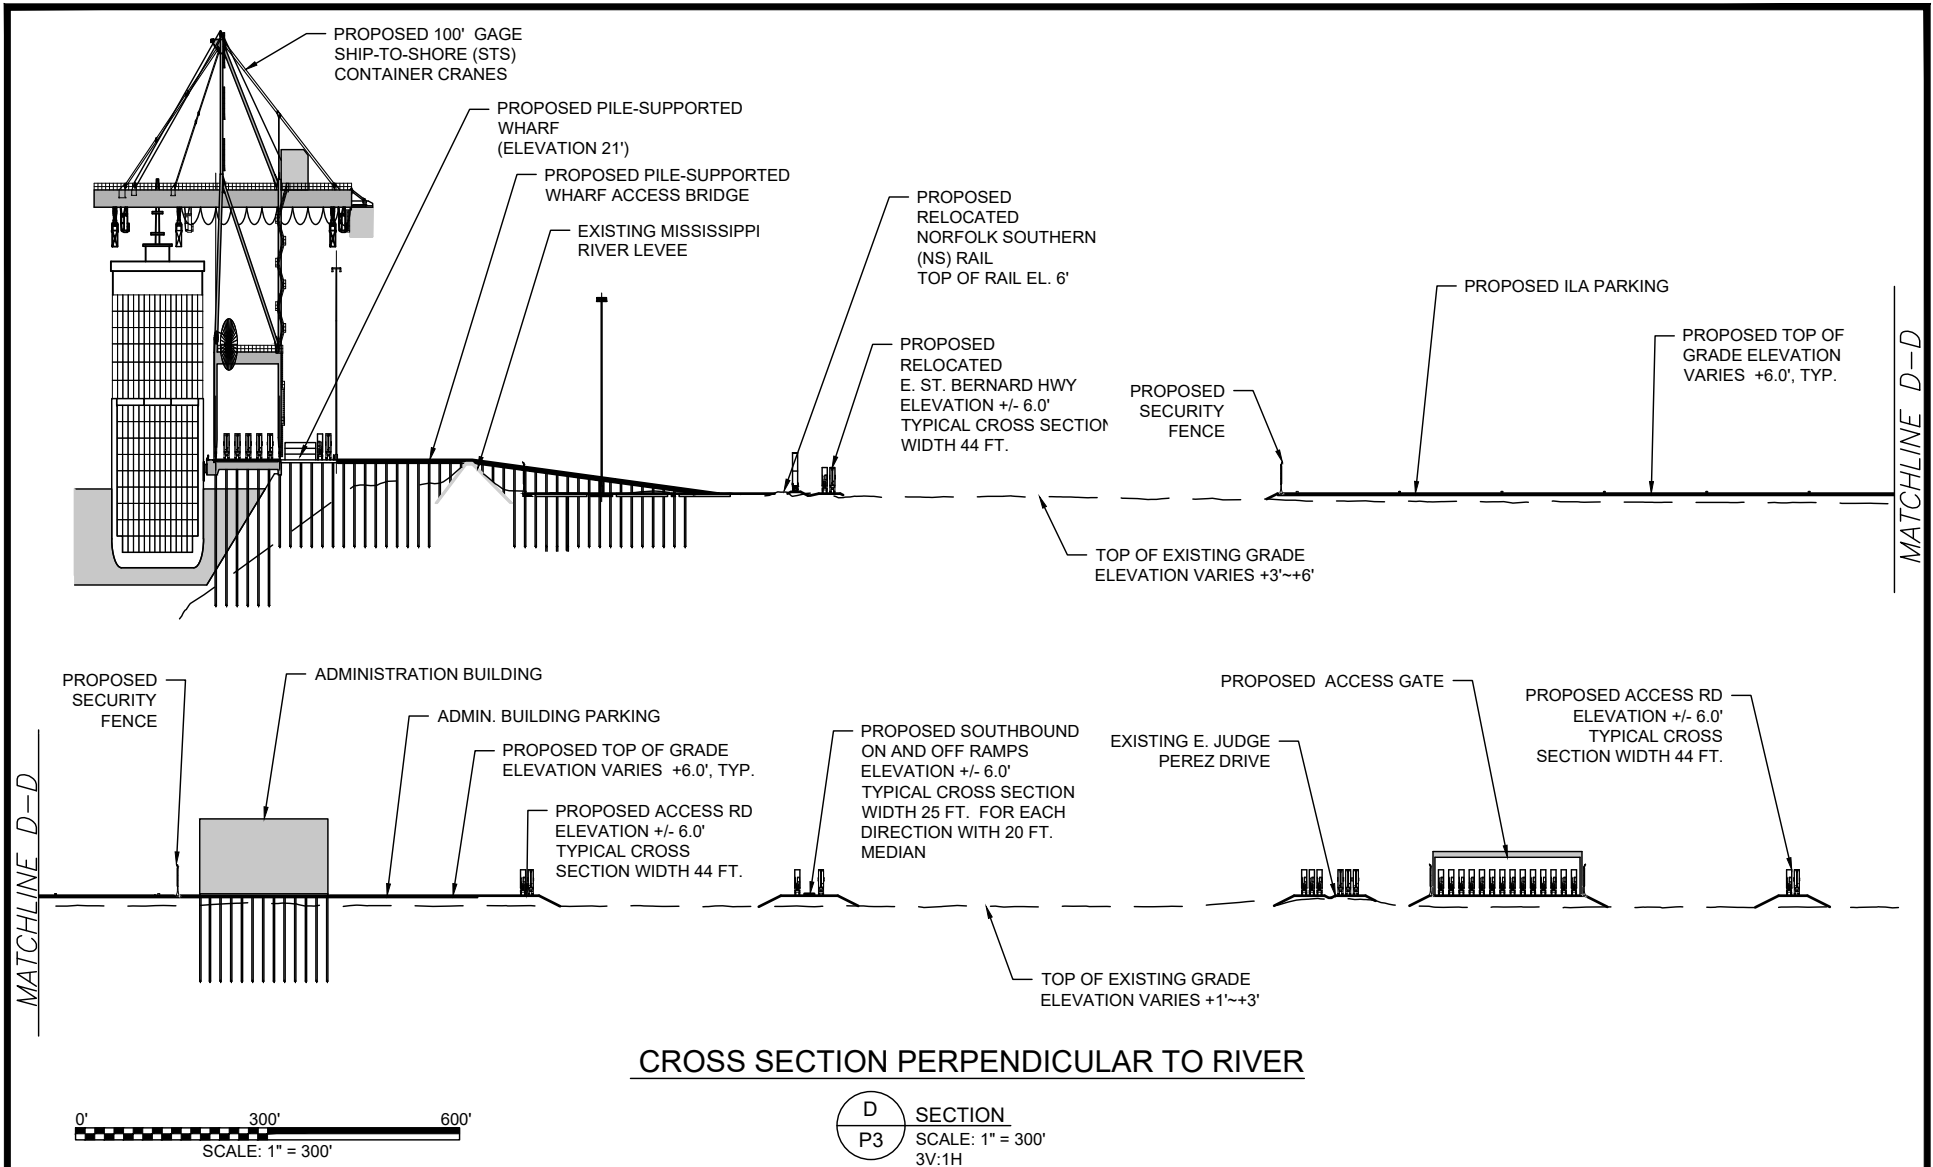 PROPOSED 100' GAGE
SHIP-TO-SHORE (STS)
CONTAINER CRANES
PROPOSED PILE-SUPPORTED
WHARF
(ELEVATION 21')
PROPOSED PILE-SUPPORTED
WHARF ACCESS BRIDGE
EXISTING MISSISSIPPI
RIVER LEVEE
PROPOSED
RELOCATED
NORFOLK SOUTHERN
(NS) RAIL
TOP OF RAIL EL. 6'
PROPOSED
RELOCATED
E. ST. BERNARD HWY
ELEVATION +/- 6.0'
TYPICAL CROSS SECTION
WIDTH 44 FT.
PROPOSED
SECURITY
FENCE
PROPOSED ILA PARKING
PROPOSED TOP OF
GRADE ELEVATION
VARIES +6.0', TYP.
MATCHLINE D-D
TOP OF EXISTING GRADE
ELEVATION VARIES +3'~+6'
MATCHLINE D-D
PROPOSED
SECURITY
FENCE
ADMINISTRATION BUILDING
ADMIN. BUILDING PARKING
PROPOSED TOP OF GRADE
ELEVATION VARIES +6.0', TYP.
PROPOSED ACCESS RD
ELEVATION +/- 6.0'
TYPICAL CROSS
SECTION WIDTH 44 FT.
PROPOSED SOUTHBOUND
ON AND OFF RAMPS
ELEVATION +/- 6.0'
TYPICAL CROSS SECTION
WIDTH 25 FT. FOR EACH
DIRECTION WITH 20 FT.
MEDIAN
EXISTING E. JUDGE
PEREZ DRIVE
PROPOSED ACCESS GATE
PROPOSED ACCESS RD
ELEVATION +/- 6.0'
TYPICAL CROSS
SECTION WIDTH 44 FT.
TOP OF EXISTING GRADE
ELEVATION VARIES +1'~+3'
CROSS SECTION PERPENDICULAR TO RIVER
0' 300' 600'
SCALE: 1" = 300'
D
P3
SECTION
SCALE: 1" = 300'
3V:1H